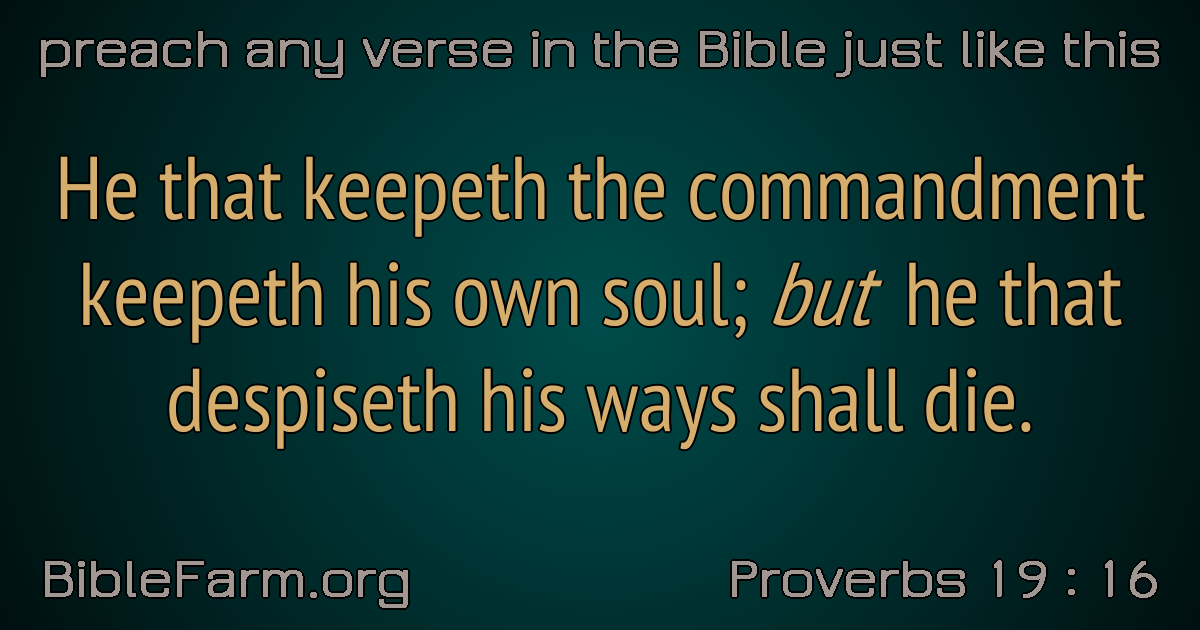 preach any verse in the Bible just like this
He that keepeth the commandment
keepeth his own soul; but he that
despiseth his ways shall die.
BibleFarm.org
Proverbs 19 : 16